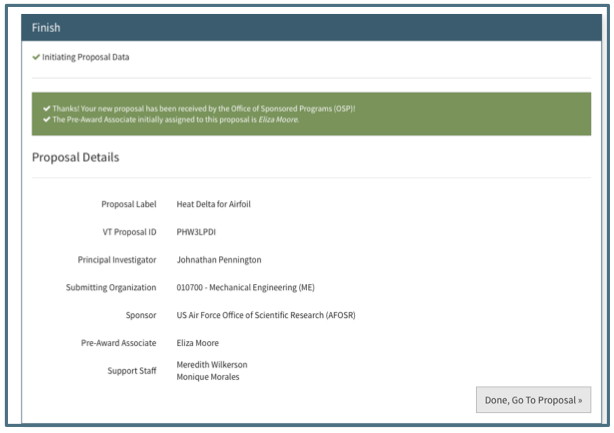 Finish
✔ Initiating Proposal Data
✔ Thanks! Your new proposal has been received by the Office of Sponsored Programs (OSP)!
✔ The Pre-Award Associate initially assigned to this proposal is Eliza Moore.
Proposal Details
Proposal Label Heat Delta for Airfoil
VT Proposal ID PHW3LPDI
Principal Investigator Johnathan Pennington
Submitting Organization 010700 - Mechanical Engineering (ME)
Sponsor US Air Force Office of Scientific Research (AFOSR)
Pre-Award Associate Eliza Moore
Support Staff Meredith Wilkerson
Monique Morales
Done, Go To Proposal »